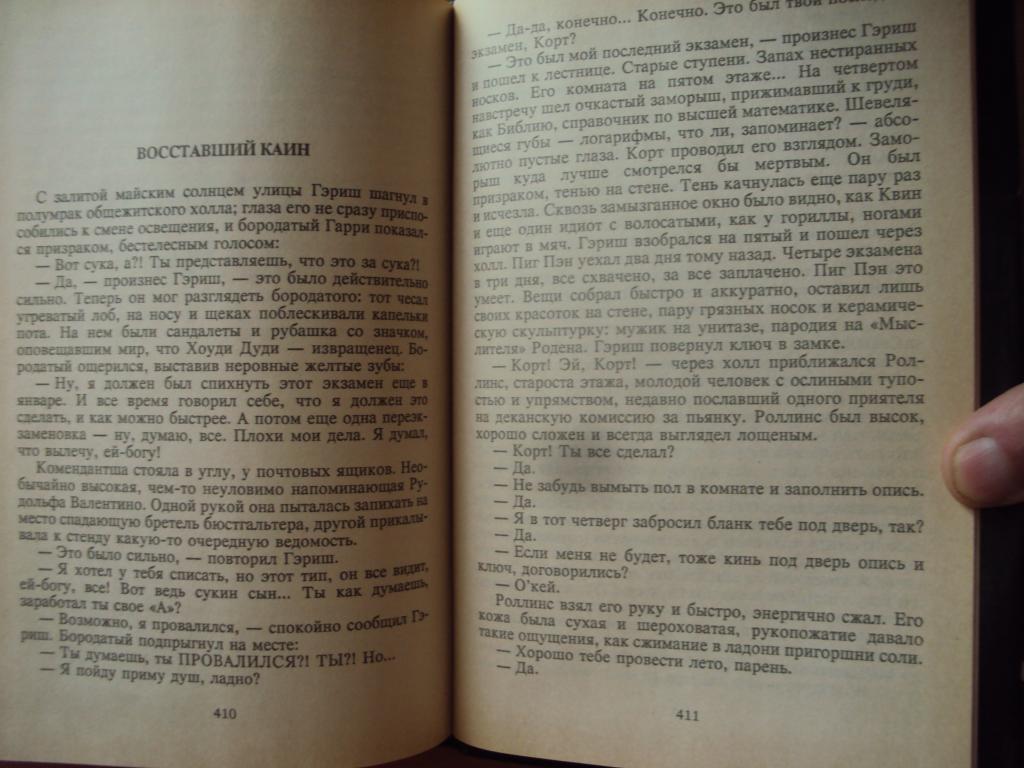 ВОССТАВШИЙ КАИН
С залитой майским солнцем улицы Гэриш шагнул в
полумрак общежитского холла; глаза его не сразу приспо-
собились к смене освещения, и бородатый Гарри показал-
ся призраком, бестелесным голосом:
— Вот сука, а?! Ты представляешь, что это за сука?!
— Да, — произнес Гэриш, — это было действительно
сильно. Теперь он мог разглядеть бородатого: тот чесал
угреватый лоб, на носу и щеках поблескивали капельки
пота. На нем были сандалеты и рубашка со значком,
оповещавшим мир, что Хоуди Дуди — извращенец. Бо-
родатый ощерился, выставив неровные желтые зубы:
— Ну, я должен был спихнуть этот экзамен еще в
январе. И все время говорил себе, что я должен это
сделать, и как можно быстрее. А потом еще одна переэк-
заменовка — ну, думаю, все. Плохи мои дела. Я думал,
что вылечу, ей-богу!
Комендантша стояла в углу, у почтовых ящиков. Нео-
бычайно высокая, чем-то неуловимо напоминающая Ру-
дольфа Валентино. Одной рукой она пыталась запихать на
место спадающую бретель бюстгальтера, другой прикалы-
вала к стенду какую-то очередную ведомость.
— Это было сильно, — повторил Гэриш.
— Я хотел у тебя списать, но этот тип, он все видит,
ей-богу, все! Вот ведь сукин сын... Ты как думаешь,
заработал ты свое «А»?
— Возможно, я провалился, — спокойно сообщил Гэ-
риш. Бородатый подпрыгнул на месте:
— Ты думаешь, ты ПРОВАЛИЛСЯ?! ТЫ?! Но...
— Я пойду приму душ, ладно?
410
— Да-да, конечно... Конечно. Это был твой
экзамен, Корт?
— Это был мой последний экзамен, — произнес Гэриш
и пошел к лестнице. Старые ступени. Запах нестиранных
носков. Его комната на пятом этаже... На четвертом
навстречу шел очкастый заморыш, прижимавший к груди,
как Библию, справочник по высшей математике. Шевеля-
щиеся губы — логарифмы, что ли, запоминает? — абсо-
лютно пустые глаза. Корт проводил его взглядом. Замо-
рыш куда лучше смотрелся бы мертвым. Он был
призраком, тенью на стене. Тень качнулась еще пару раз
и исчезла. Сквозь замызганное окно было видно, как Квин
и еще один идиот с волосатыми, как у гориллы, ногами
играют в мяч. Гэриш взобрался на пятый и пошел через
холл. Пиг Пэн уехал два дня тому назад. Четыре экзамена
в три дня, все схвачено, за все заплачено. Пиг Пэн это
умеет. Вещи собрал быстро и аккуратно, оставил лишь
своих красоток на стене, пару грязных носок и керамиче-
скую скульптурку: мужик на унитазе, пародия на «Мыс-
лителя» Родена. Гэриш повернул ключ в замке.
— Корт! Эй, Корт! — через холл приближался Рол-
линс, староста этажа, молодой человек с ослиными тупо-
стью и упрямством, недавно пославший одного приятеля
на деканскую комиссию за пьянку. Роллинс был высок,
хорошо сложен и всегда выглядел лощеным.
— Корт! Ты все сделал?
— Да.
— Не забудь вымыть пол в комнате и заполнить опись.
— Да.
— Я в тот четверг забросил бланк тебе под дверь, так?
— Да.
— Если меня не будет, тоже кинь под дверь опись и
ключ, договорились?
— О'кей.
Роллинс взял его руку и быстро, энергично сжал. Его
кожа была сухая и шероховатая, рукопожатие давало
такие ощущения, как сжимание в ладони пригоршни соли.
— Хорошо тебе провести лето, парень.
— Да.
411